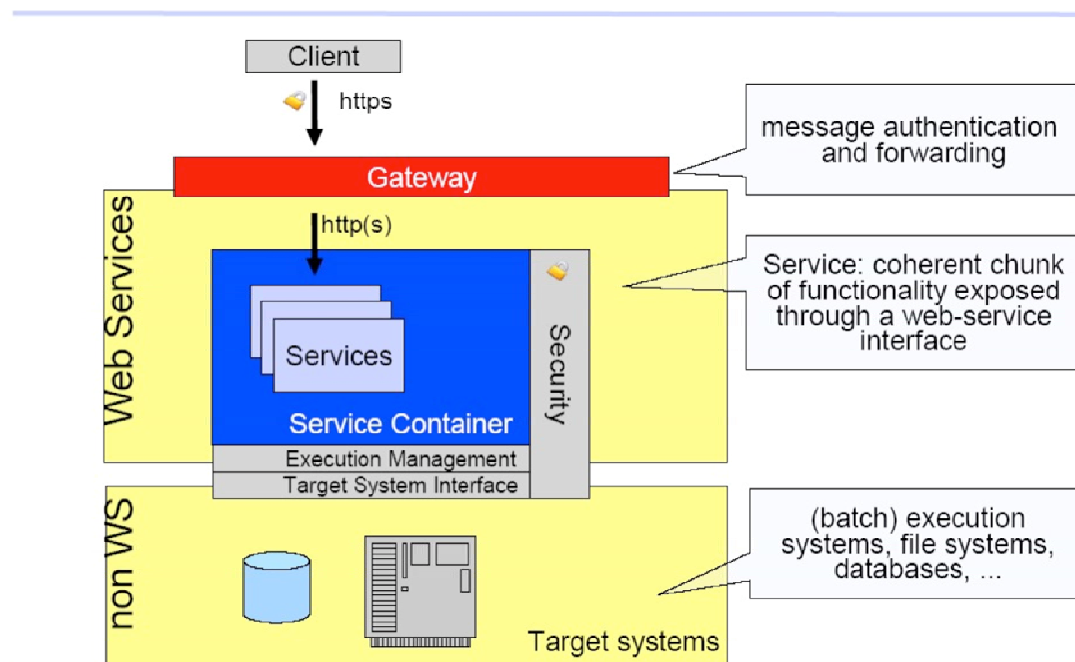 Client
https
message authentication
and forwarding
Gateway
Web Services
http(s)
Service: coherent chunk
of functionality exposed
through a web-service
interface
Services
Security
Service Container
Execution Management
Target System Interface
non WS
(batch) execution
systems, file systems,
databases, ...
Target systems